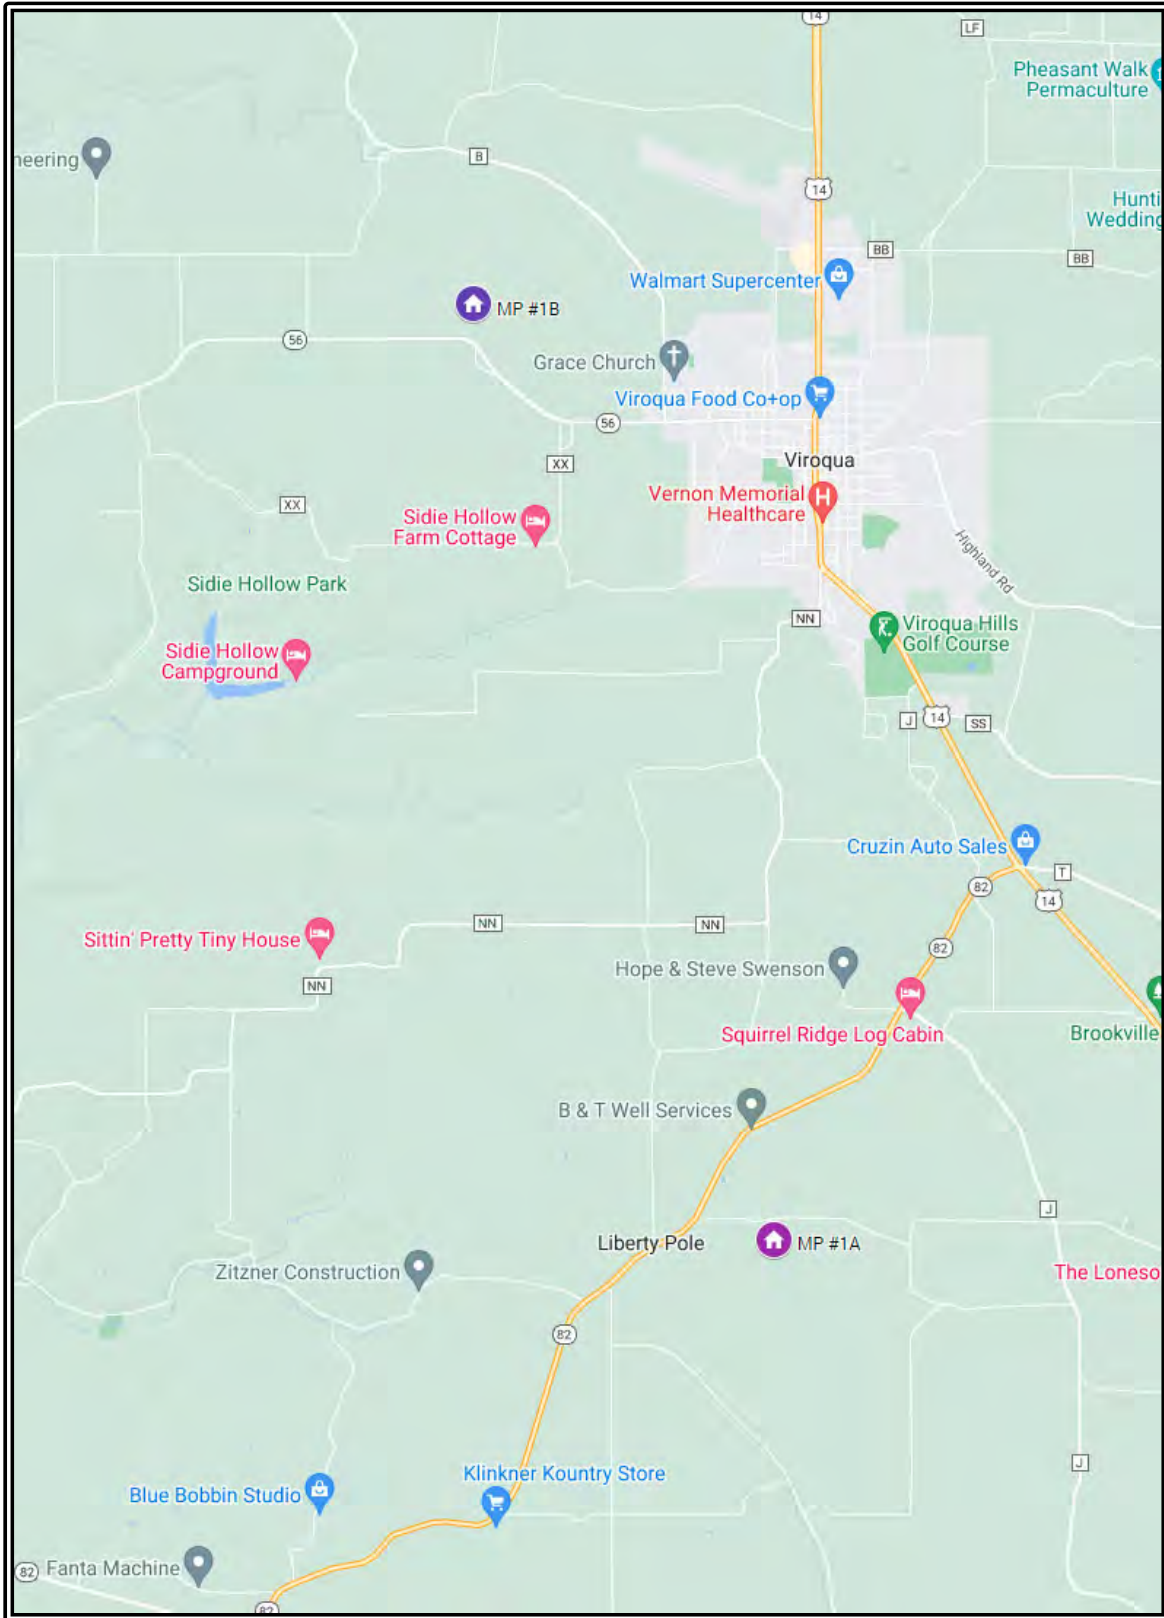 14
LF
Pheasant Walk
Permaculture
neering
B
14
Hunti
Wedding
BB
BB
Walmart Supercenter
MP #1B
56
Grace Church
Viroqua Food Co+op
56
XX
Viroqua
Vernon Memorial
Healthcare
H
XX
Sidie Hollow
Farm Cottage
Highland Rd
Sidie Hollow Park
NN
Viroqua Hills
Golf Course
Sidie Hollow
Campground
J
14
SS
Cruzin Auto Sales
T
82
14
NN
NN
Sittin' Pretty Tiny House
82
Hope & Steve Swenson
NN
Squirrel Ridge Log Cabin
Brookville
B & T Well Services
J
Liberty Pole
MP #1A
Zitzner Construction
The Loneso
82
J
Klinkner Kountry Store
Blue Bobbin Studio
82
Fanta Machine
82